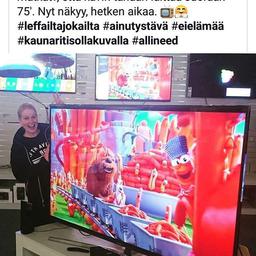 75'. Nyt näkyy, hetken aikaa. 📺🤗
#leffailtajokailta #ainutystävä #eielämää
#kaunaritisollakuvalla #allineed